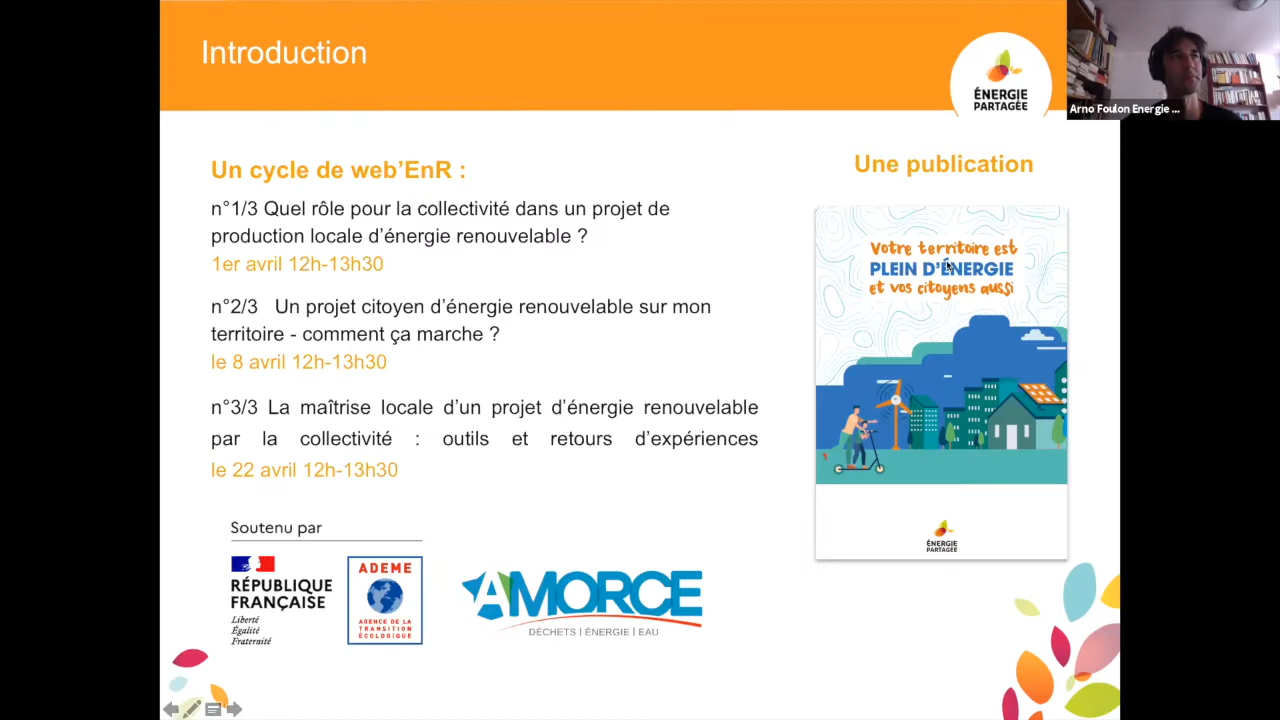 Introduction
ÉNERGIE
PARTAGÉE
Arno Foulon Energie ...
Un cycle de web’EnR :
n°1/3 Quel rôle pour la collectivité dans un projet de
production locale d’énergie renouvelable ?
1er avril 12h-13h30
n°2/3 Un projet citoyen d’énergie renouvelable sur mon
territoire - comment ça marche ?
le 8 avril 12h-13h30
n°3/3 La maîtrise locale d’un projet d’énergie renouvelable
par la collectivité : outils et retours d’expériences
le 22 avril 12h-13h30
Une publication
Votre territoire est
PLEIN D’ÉNERGIE
et vos citoyens aussi
ÉNERGIE
PARTAGÉE
Soutenu par
RÉPUBLIQUE
FRANÇAISE
Liberté
Égalité
Fraternité
ADEME
AGENCE DE LA
TRANSITION
ÉCOLOGIQUE
AMORCE
DÉCHETS | ÉNERGIE | EAU